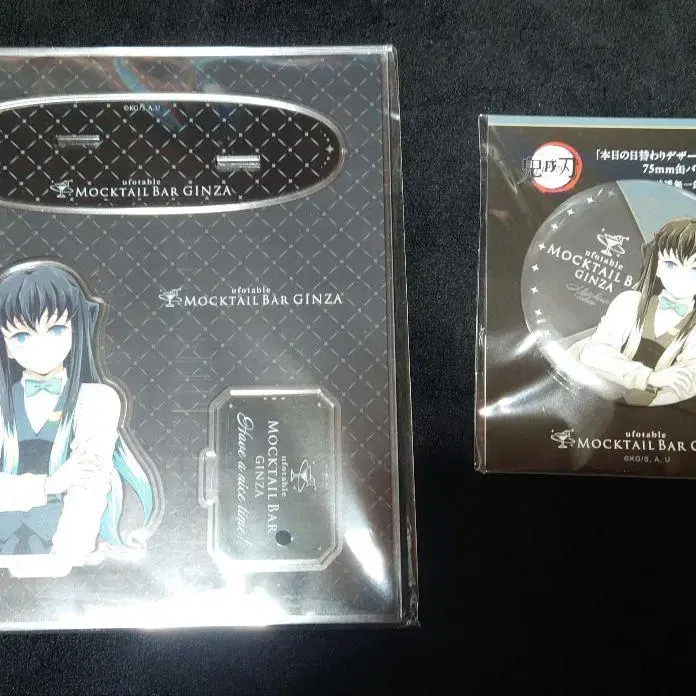 ©KG/S, A, U
ufotable
MOCKTAIL BAR GINZA
ufotable
MOCKTAIL BAR GINZA
ufotable
MOCKTAIL BAR
GINZA
Have a nice time!
鬼滅刃
「本日の日替わりデザー
75mm缶バ
ufotable
MOCKTAIL BAR
GINZA
ufotable
MOCKTAIL BAR G
©KG/S, A, U